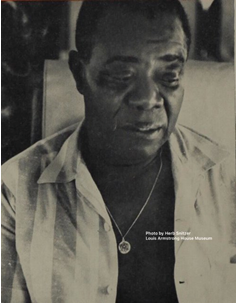 Photo by Herb Snitzer
Louis Armstrong House Museum